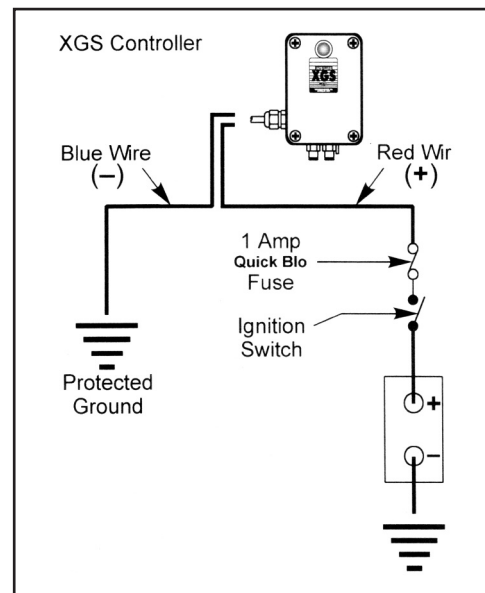 XGS Controller
XGS
Blue Wire
(−)
Red Wir
(+)
1 Amp
Quick Blo
Fuse
Ignition
Switch
Protected
Ground
+
−